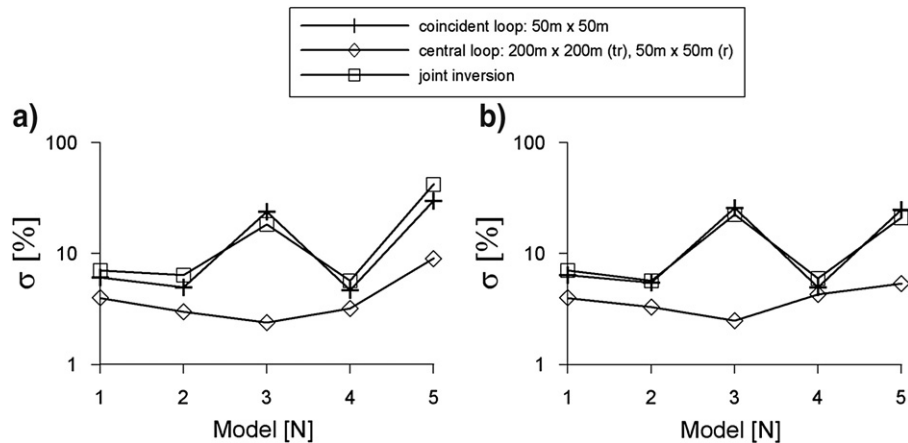 coincident loop: 50m x 50m
central loop: 200m x 200m (tr), 50m x 50m (r)
joint inversion
a)
100
10
1
σ [%]
1 2 3 4 5
Model [N]
b)
100
10
1
σ [%]
1 2 3 4 5
Model [N]